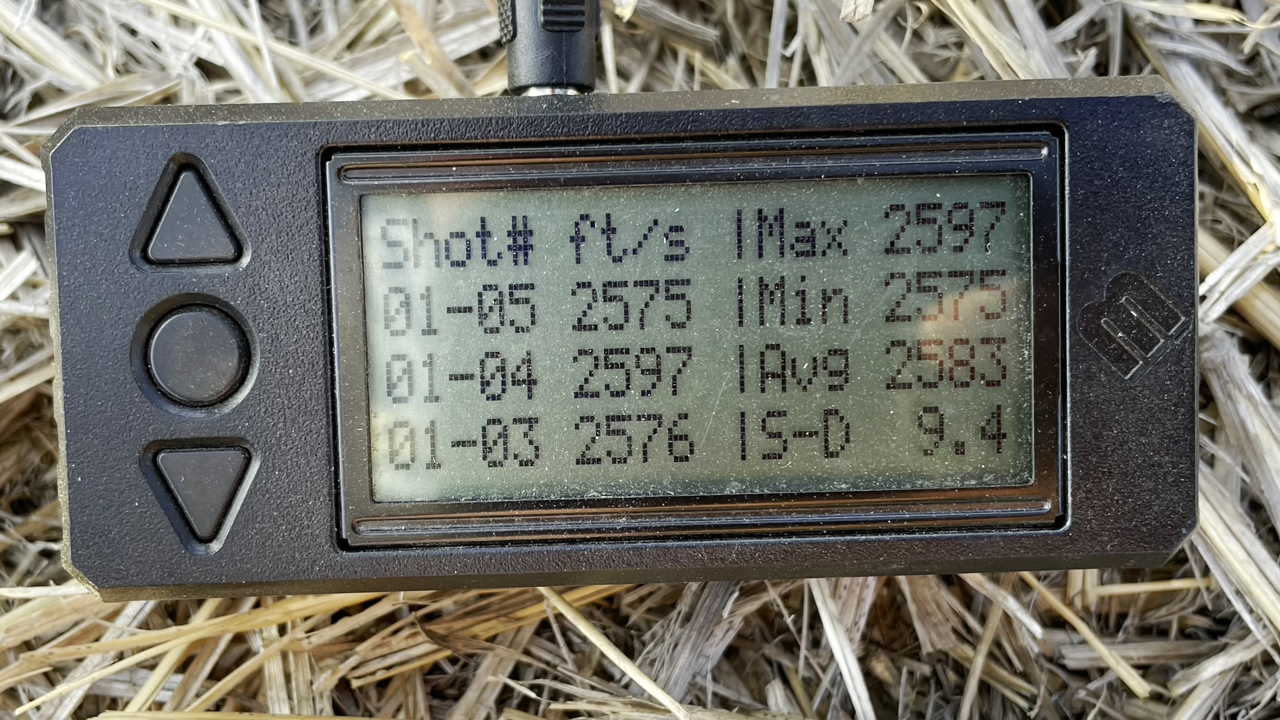 Shot# ft/s |Max 2597
01-05 2575 |Min 2575
01-04 2597 |Avg 2583
01-03 2576 |S-D 9.4